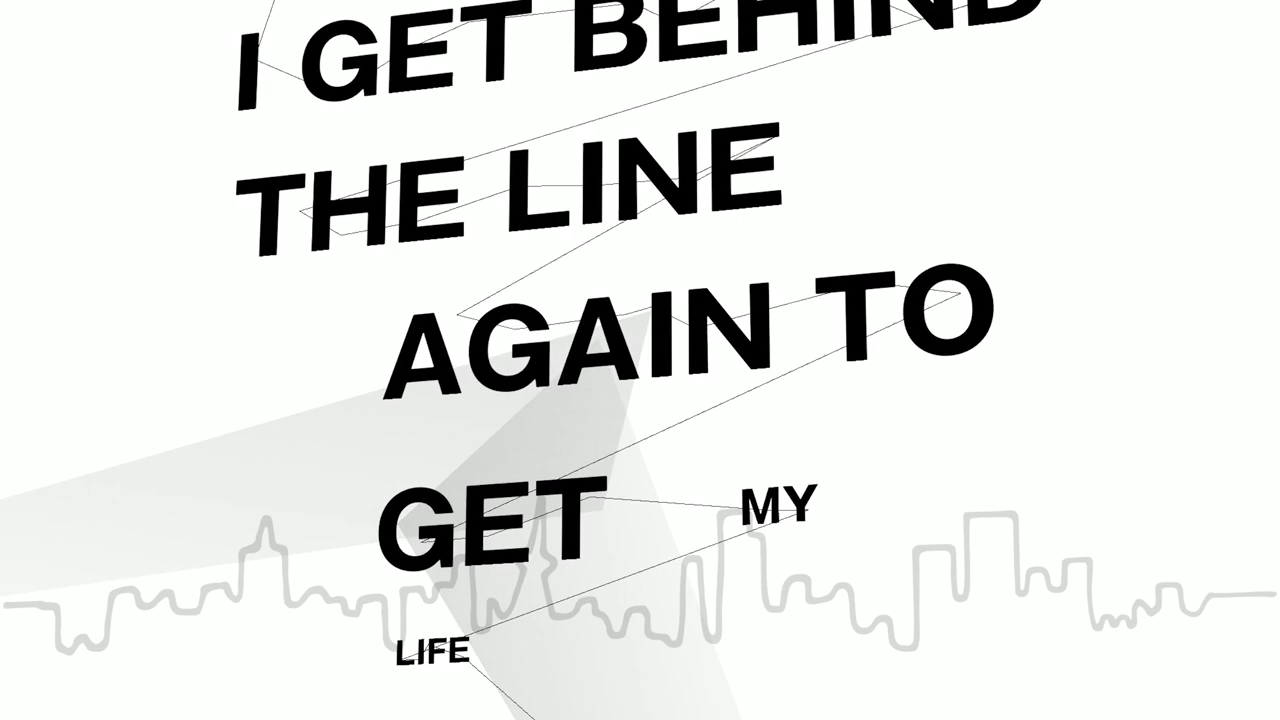 I GET BEHIND
THE LINE
AGAIN TO
GET MY
LIFE